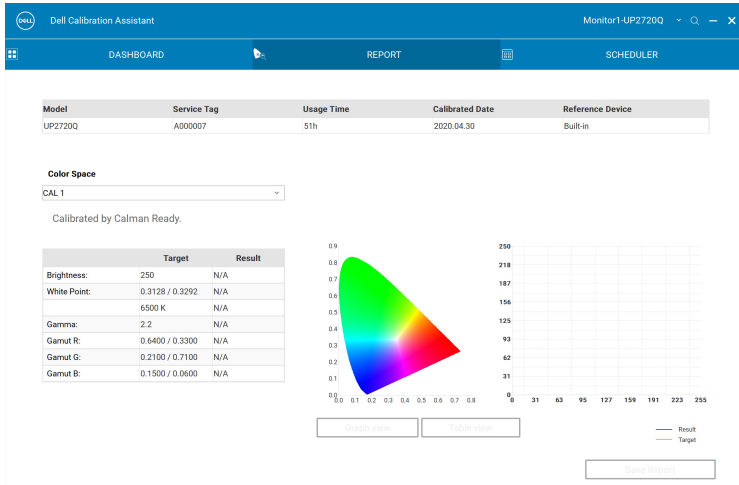 DELL Dell Calibration Assistant Monitor1-UP2720Q
DASHBOARD REPORT SCHEDULER
Model Service Tag Usage Time Calibrated Date Reference Device
UP2720Q A000007 51h 2020.04.30 Built-in
Color Space
CAL 1
Calibrated by Calman Ready.
Target Result
Brightness: 250 N/A
White Point: 0.3128 / 0.3292 N/A
6500 K N/A
Gamma: 2.2 N/A
Gamut R: 0.6400 / 0.3300 N/A
Gamut G: 0.2100 / 0.7100 N/A
Gamut B: 0.1500 / 0.0600 N/A
0.9
0.8
0.7
0.6
0.5
0.4
0.3
0.2
0.1
0.0
0.0 0.1 0.2 0.3 0.4 0.5 0.6 0.7 0.8
250
218
187
156
125
93
62
31
0
0 31 63 95 127 159 191 223 255
Graph view Table view
Result
Target
Save Report